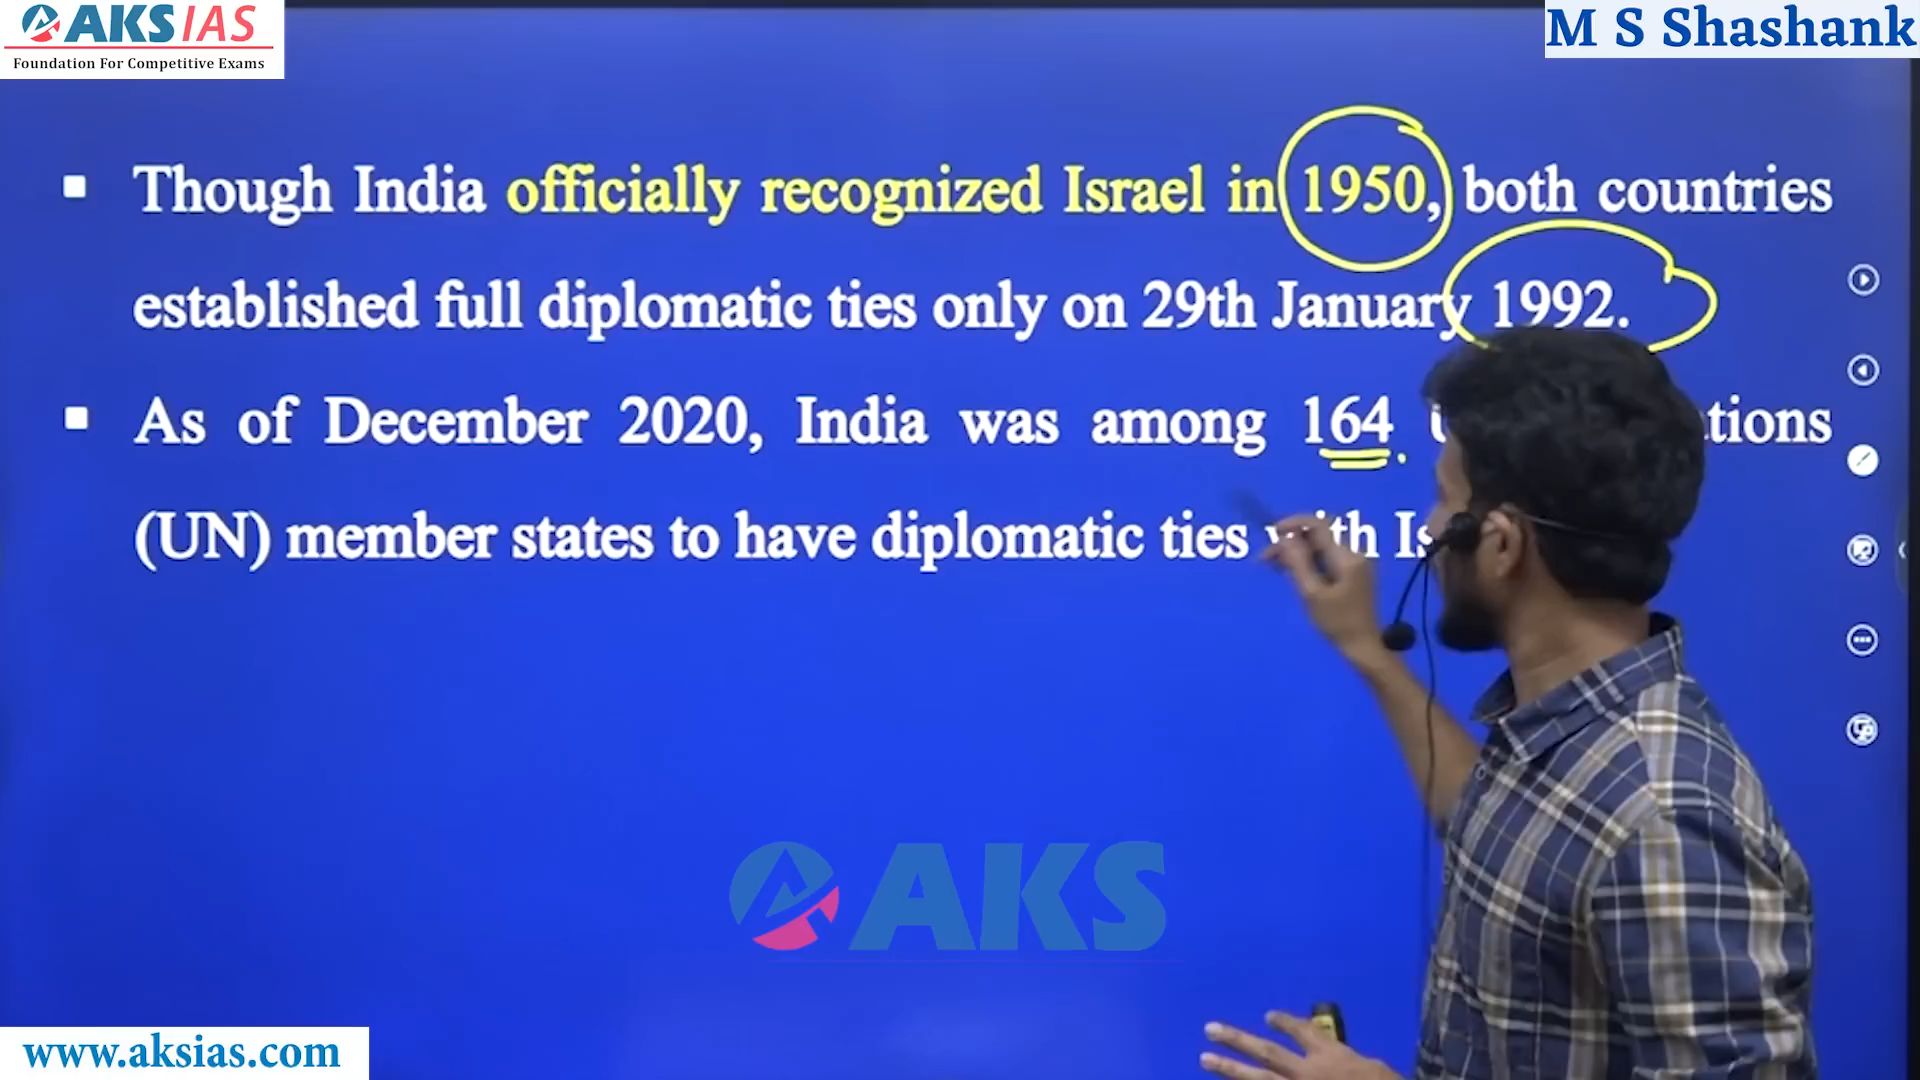 AKS IAS
Foundation For Competitive Exams
M S Shashank
Though India officially recognized Israel in 1950, both countries
established full diplomatic ties only on 29th January 1992.
As of December 2020, India was among 164
(UN) member states to have diplomatic ties with
AKS
www.aksias.com